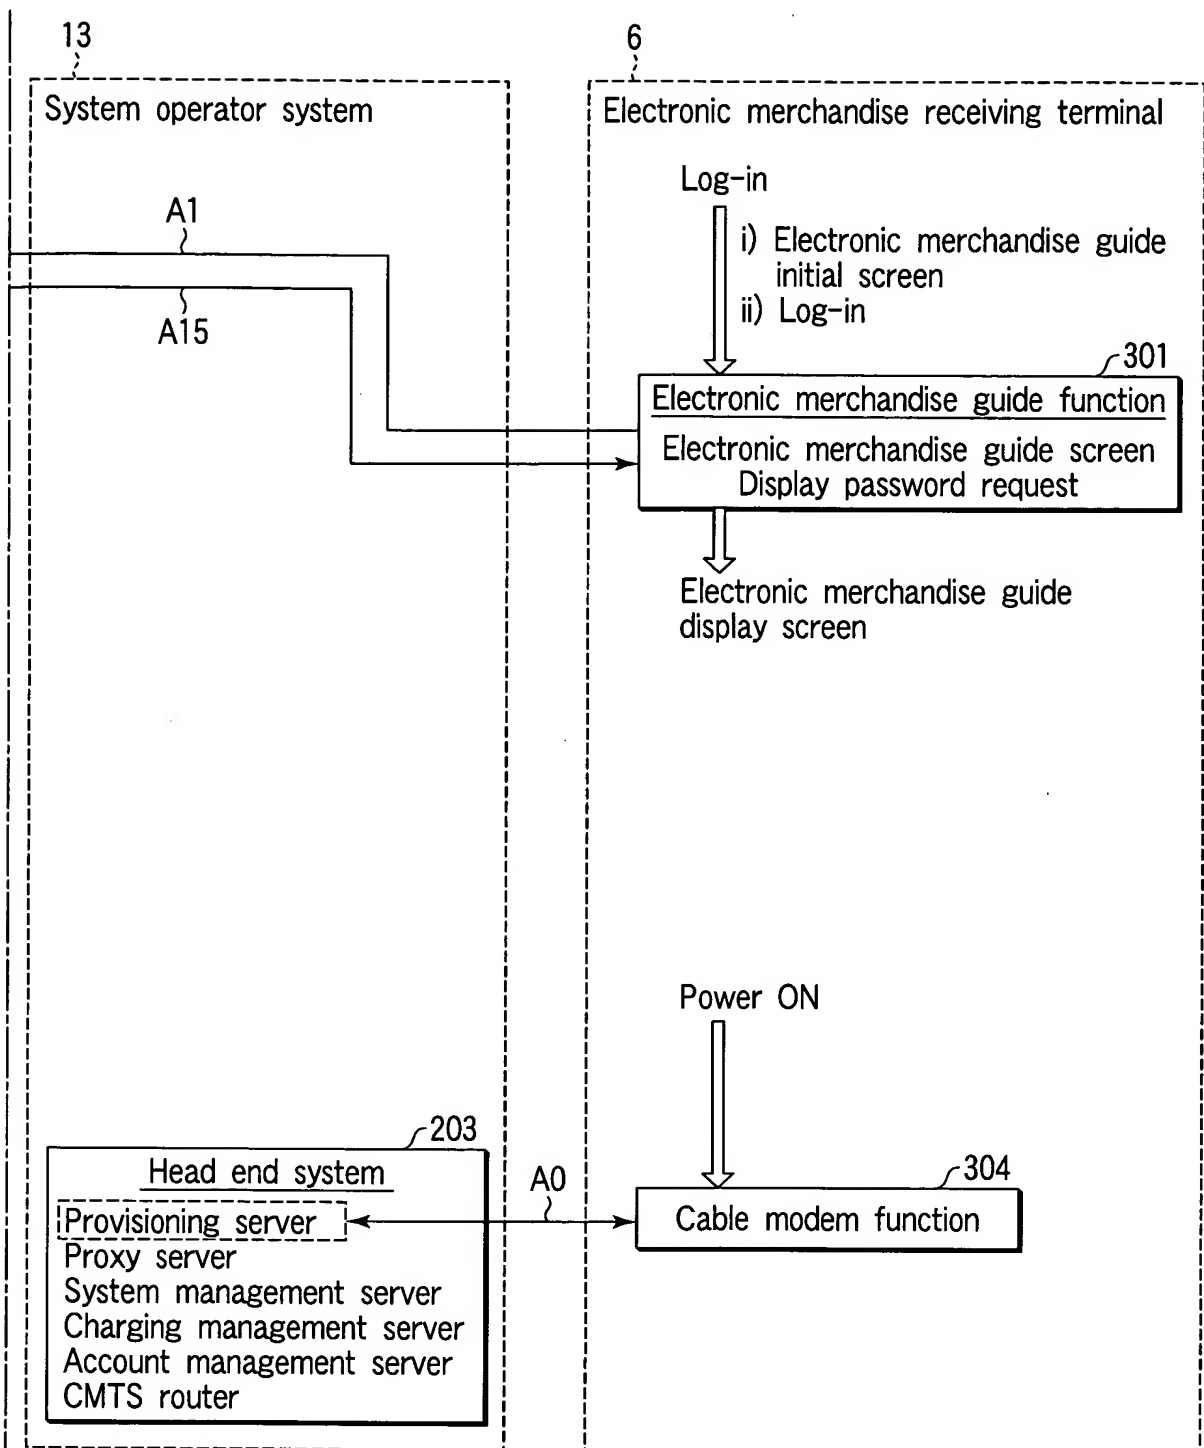 13
6
System operator system
Electronic merchandise receiving terminal
Log-in
A1
i) Electronic merchandise guide
initial screen
ii) Log-in
A15
301
Electronic merchandise guide function
Electronic merchandise guide screen
Display password request
Electronic merchandise guide
display screen
Power ON
203
Head end system
A0
304
Provisioning server
Cable modem function
Proxy server
System management server
Charging management server
Account management server
CMTS router